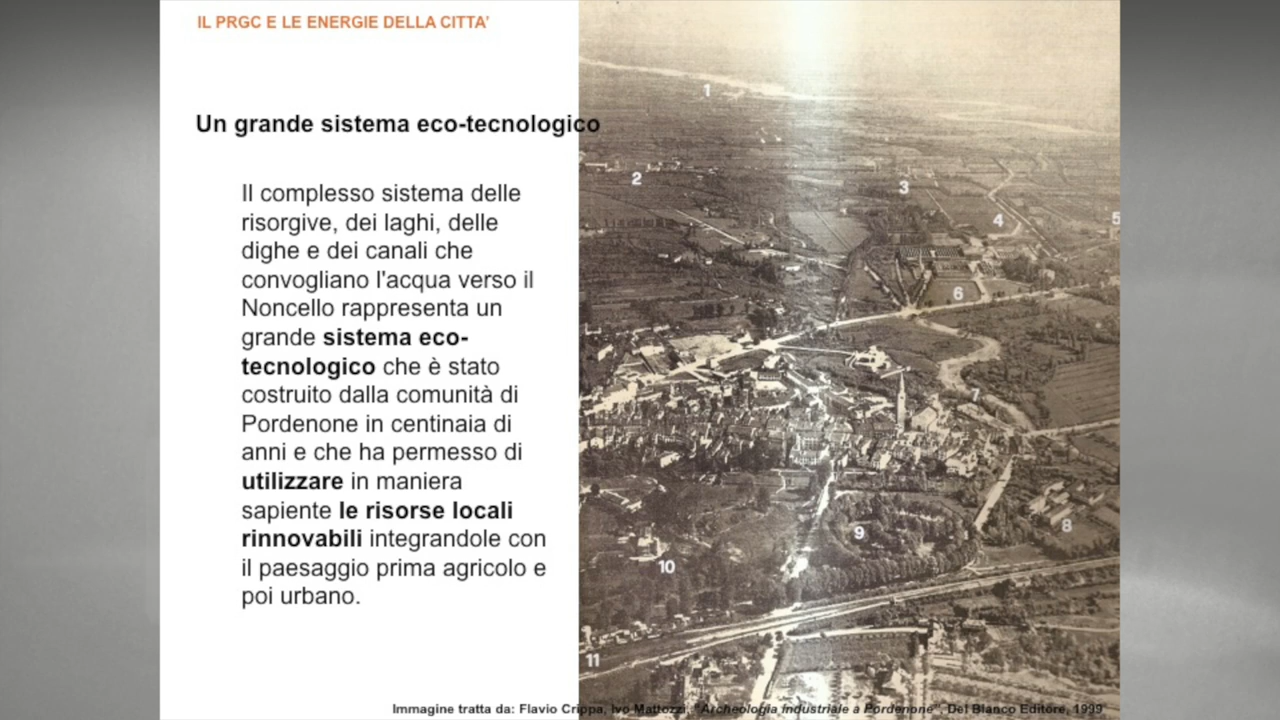 IL PRGC E LE ENERGIE DELLA CITTA'
Un grande sistema eco-tecnologico
Il complesso sistema delle
risorgive, dei laghi, delle
dighe e dei canali che
convogliano l'acqua verso il
Noncello rappresenta un
grande sistema eco-
tecnologico che è stato
costruito dalla comunità di
Pordenone in centinaia di
anni e che ha permesso di
utilizzare in maniera
sapiente le risorse locali
rinnovabili integrandole con
il paesaggio prima agricolo e
poi urbano.
1
2
3
4
5
6
7
8
9
10
11
Immagine tratta da: Flavio Crippa, Ivo Mattozzi, "Archeologia industriale a Pordenone", Del Bianco Editore, 1999